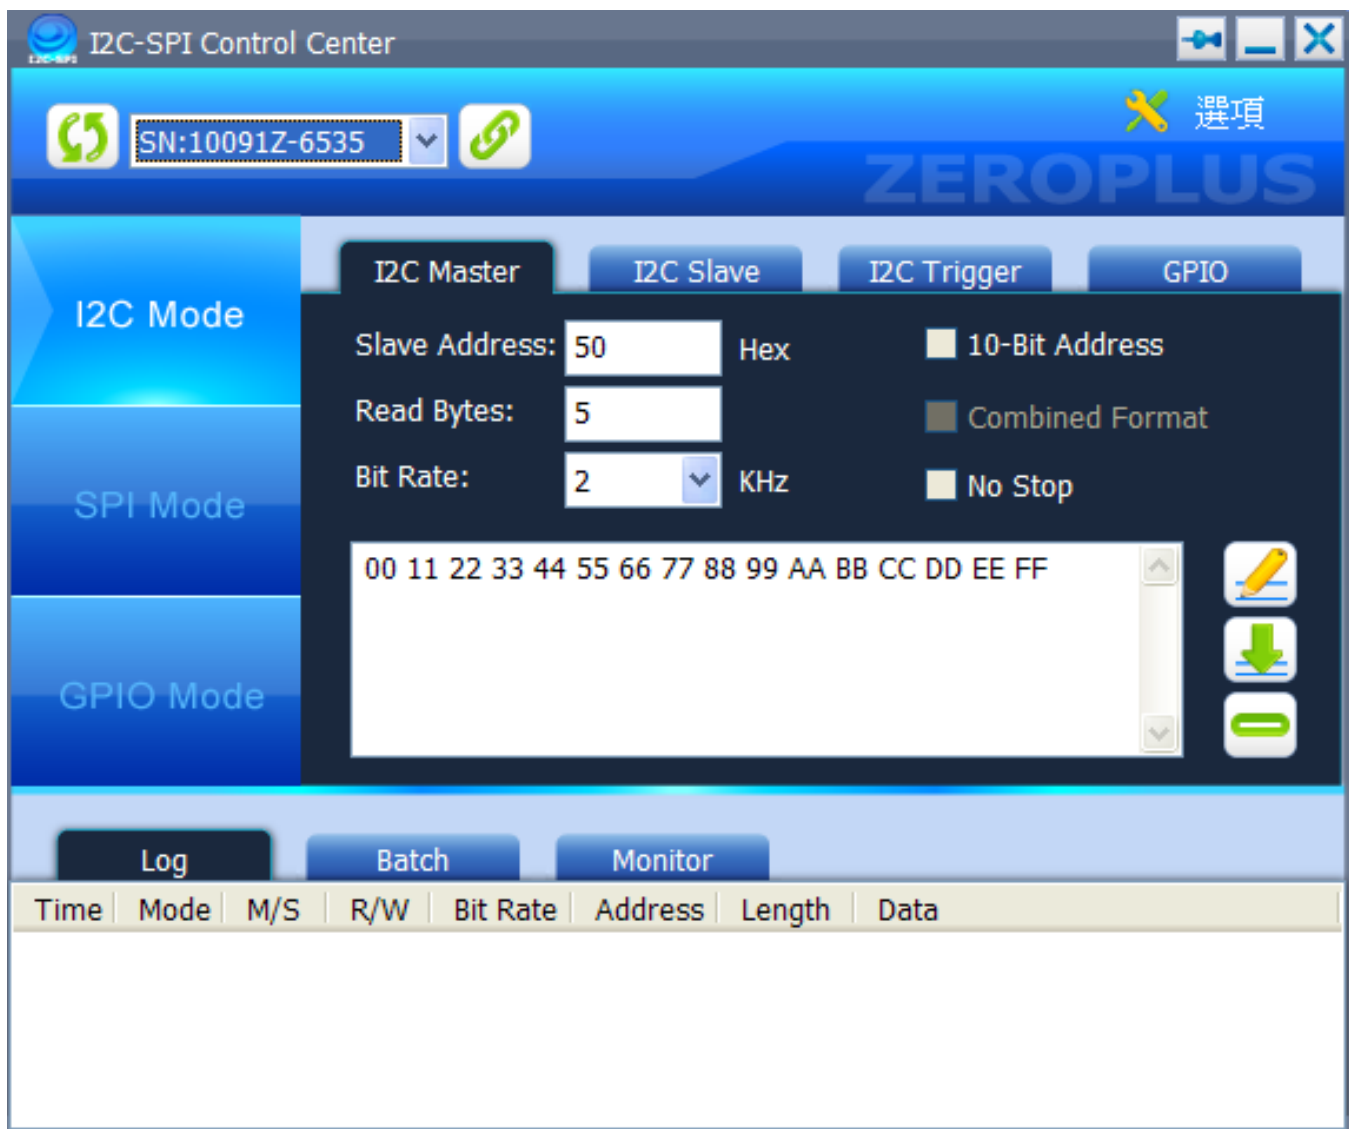 I2C-SPI Control Center
I2C-SPI
選項
SN:10091Z-6535
ZEROPLUS
I2C Mode
SPI Mode
GPIO Mode
I2C Master I2C Slave I2C Trigger GPIO
Slave Address: 50 Hex 10-Bit Address
Read Bytes: 5 Combined Format
Bit Rate: 2 KHz No Stop
00 11 22 33 44 55 66 77 88 99 AA BB CC DD EE FF
Log Batch Monitor
Time Mode M/S R/W Bit Rate Address Length Data